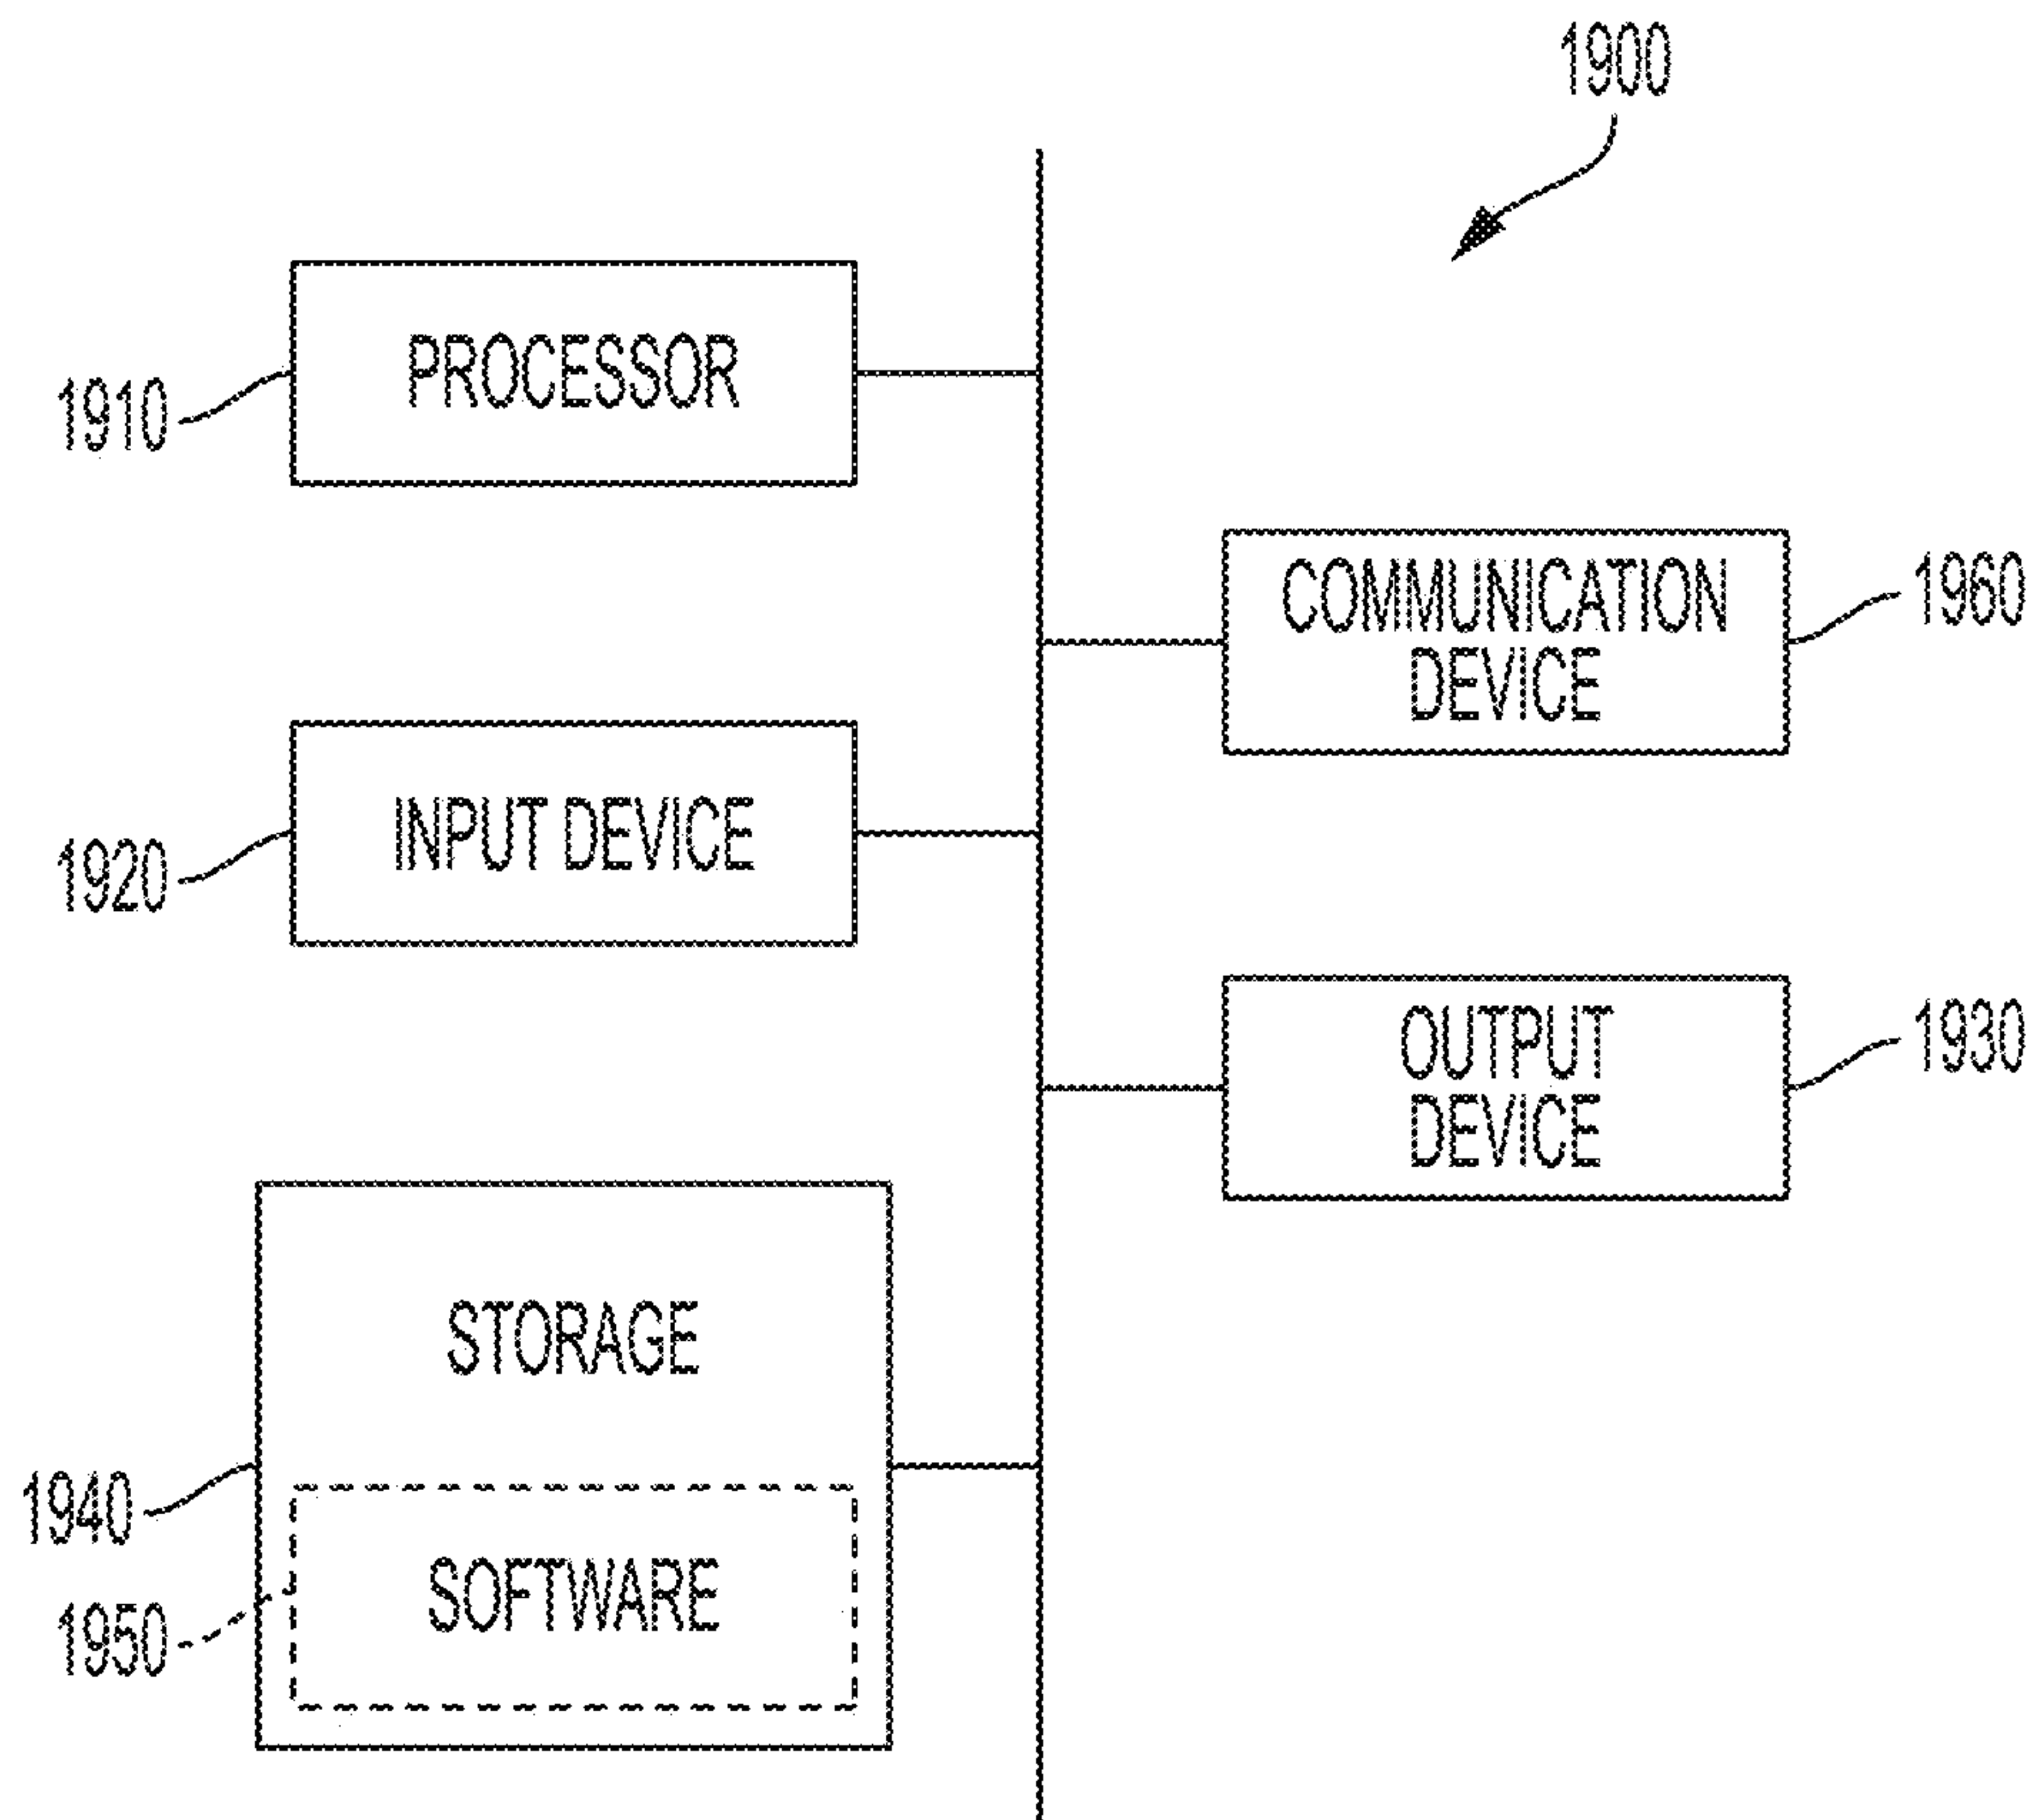 1900
PROCESSOR
1910
COMMUNICATION
DEVICE
1960
INPUT DEVICE
1920
OUTPUT
DEVICE
1930
STORAGE
1940
SOFTWARE
1950